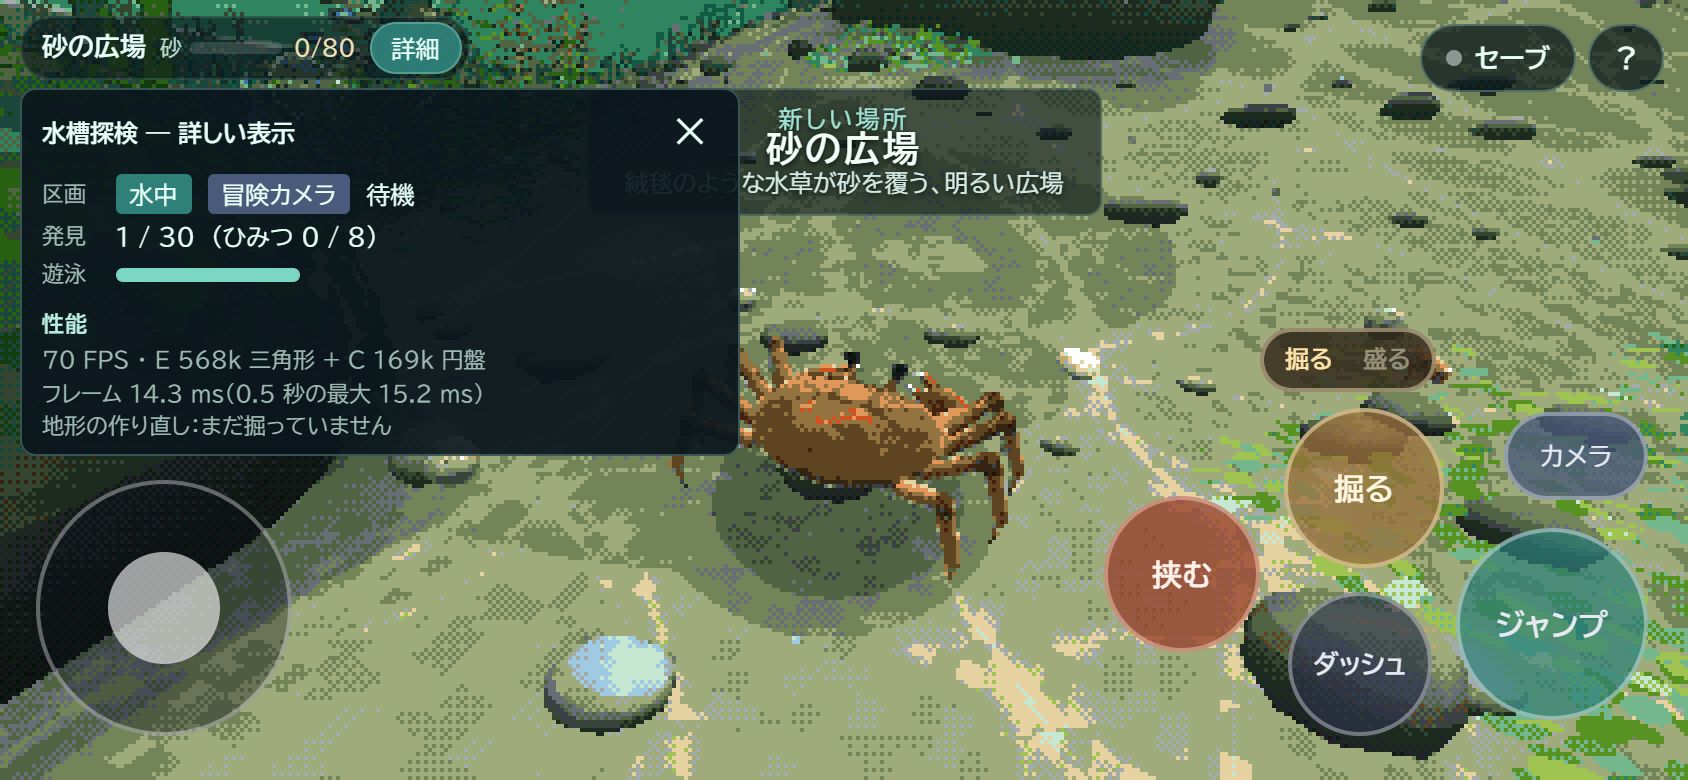 砂の広場 砂 0/80 詳細
セーブ ?
水槽探検 — 詳しい表示
区画 水中 冒険カメラ 待機
発見 1 / 30 (ひみつ 0 / 8)
遊泳
性能
70 FPS・E 568k 三角形 + C 169k 円盤
フレーム 14.3 ms(0.5 秒の最大 15.2 ms)
地形の作り直し:まだ掘っていません
新しい場所
砂の広場
絨毯のような水草が砂を覆う、明るい広場
掘る 盛る
掘る
カメラ
挟む
ジャンプ
ダッシュ